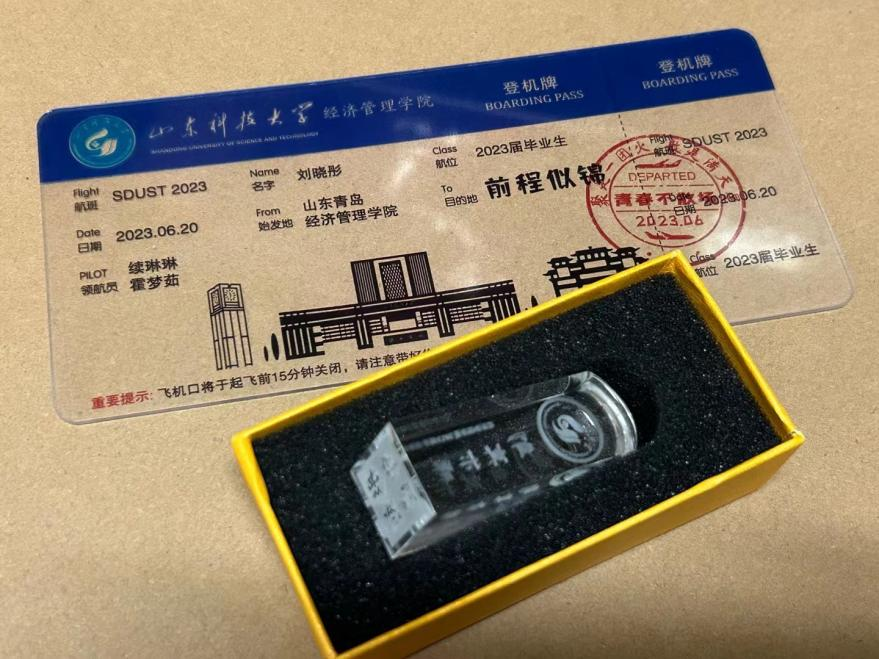 山东科技大学 经济管理学院
SHANDONG UNIVERSITY OF SCIENCE AND TECHNOLOGY
登机牌
BOARDING PASS
登机牌
BOARDING PASS
Flight 航班 SDUST 2023
Name 名字 刘晓彤
Class 航位 2023届毕业生
Flight 航班 SDUST 2023
Date 日期 2023.06.20
From 始发地 山东青岛
经济管理学院
To 目的地 前程似锦
Date 日期 2023.06.20
PILOT 领航员 续琳琳
霍梦茹
Class 航位 2023届毕业生
DEPARTED
青春不散场
2023.06
重要提示: 飞机口将于起飞前15分钟关闭，请注意带好